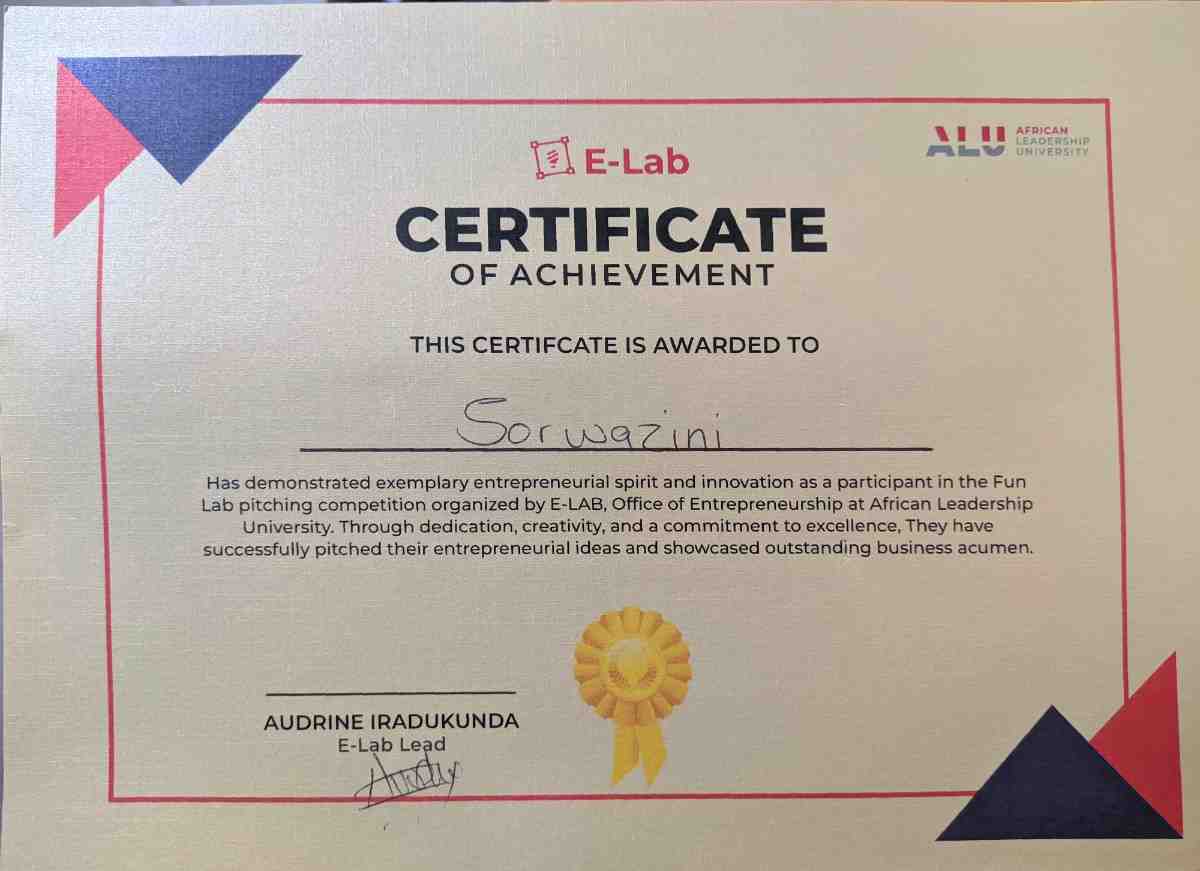 E-Lab
ALU AFRICAN
LEADERSHIP
UNIVERSITY
CERTIFICATE
OF ACHIEVEMENT
THIS CERTIFCATE IS AWARDED TO
Sorwazini
Has demonstrated exemplary entrepreneurial spirit and innovation as a participant in the Fun
Lab pitching competition organized by E-LAB, Office of Entrepreneurship at African Leadership
University. Through dedication, creativity, and a commitment to excellence, They have
successfully pitched their entrepreneurial ideas and showcased outstanding business acumen.
AUDRINE IRADUKUNDA
E-Lab Lead